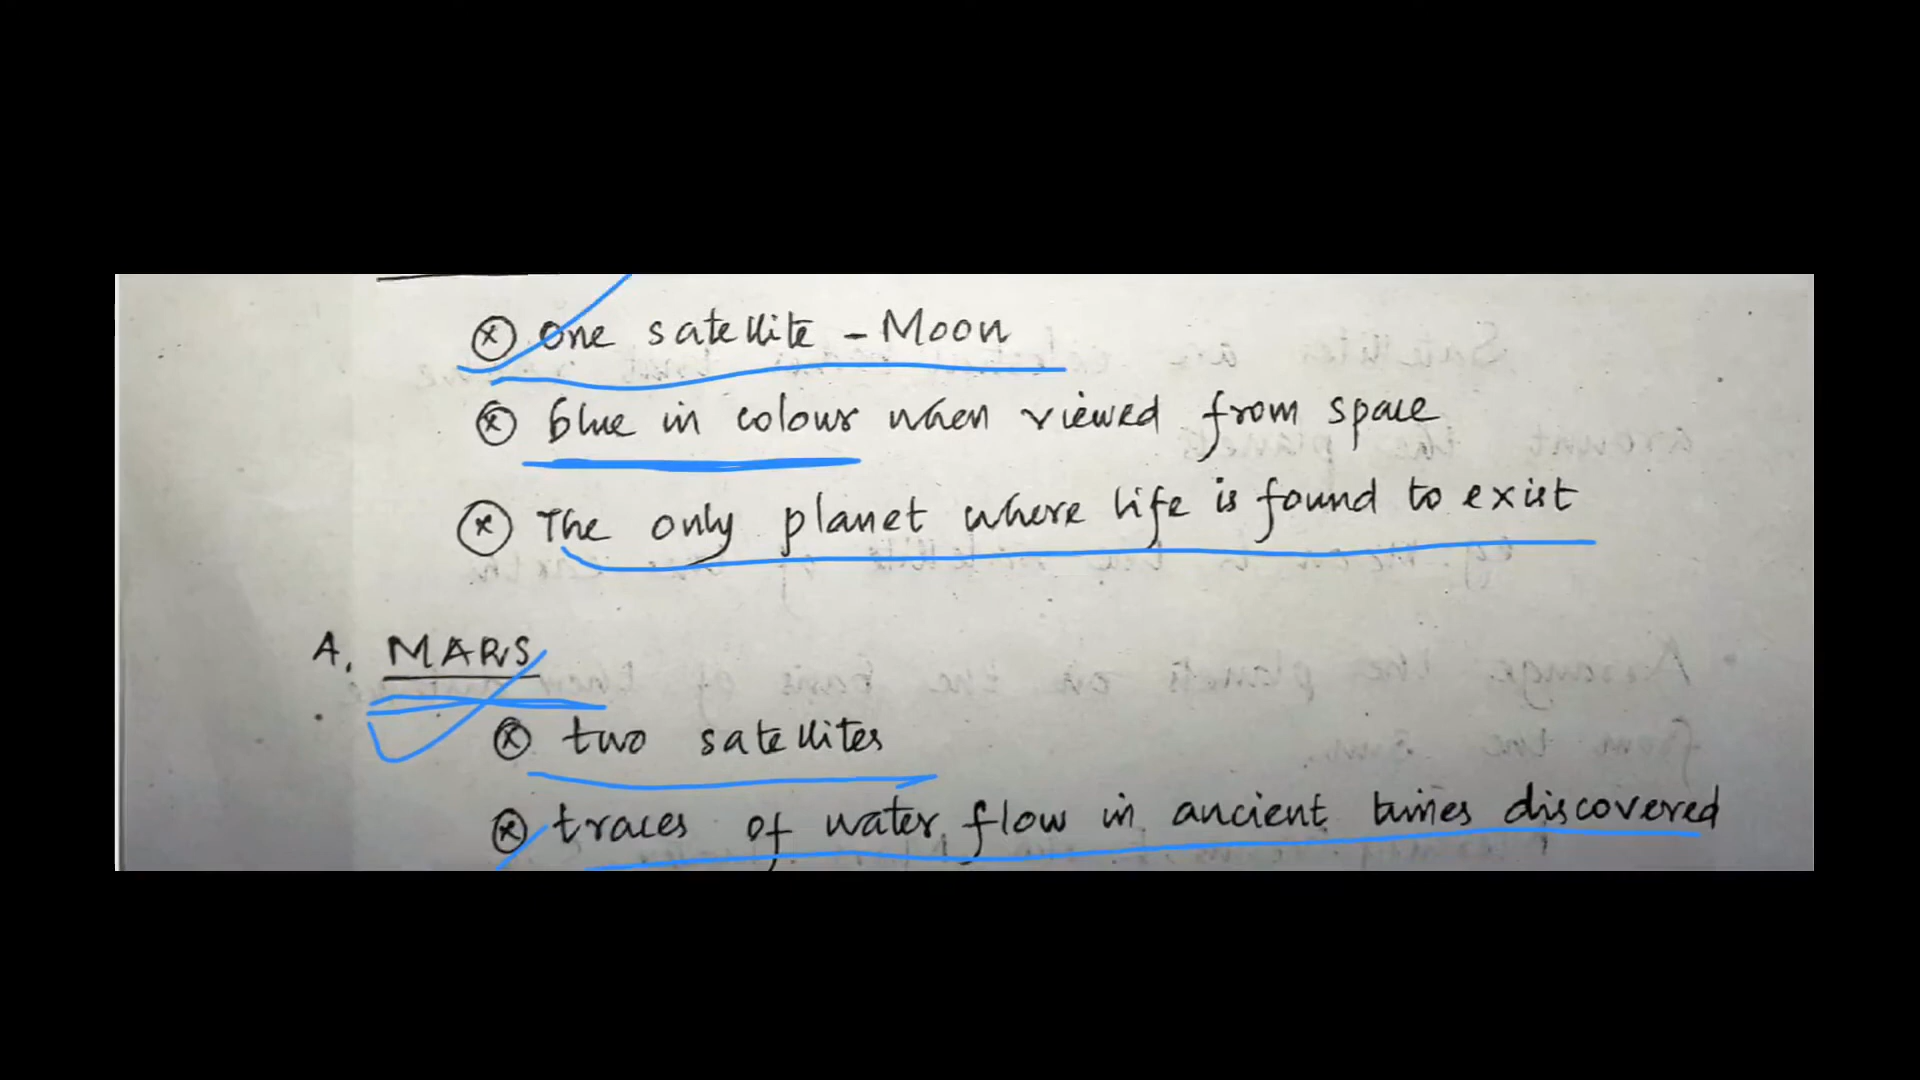 ⊗ one satellite - Moon
⊗ blue in colour when viewed from space
⊗ The only planet where life is found to exist
A. MARS
⊗ two satellites
⊗ traces of water flow in ancient times discovered